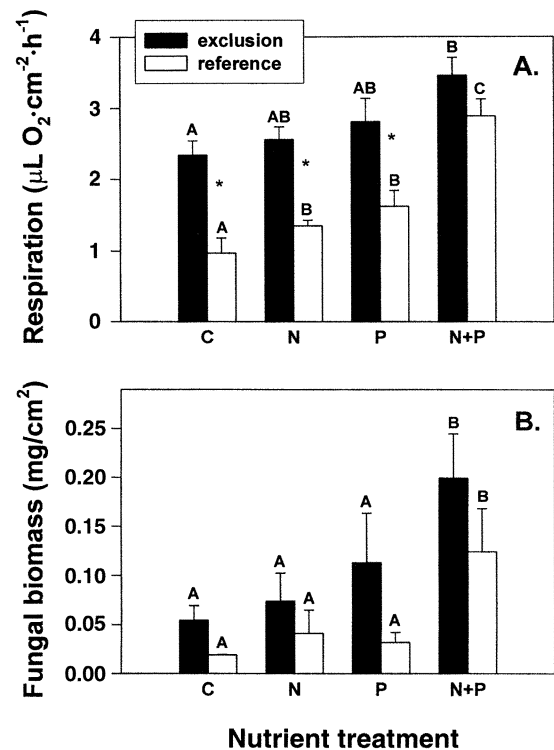 exclusion
reference
A.
Respiration (µL O₂·cm⁻²·h⁻¹)
4
3
2
1
0
A
*
A
AB
*
B
AB
*
B
B
C
C
N
P
N+P
B.
Fungal biomass (mg/cm²)
0.25
0.20
0.15
0.10
0.05
0.00
A
A
A
A
A
A
B
B
C
N
P
N+P
Nutrient treatment